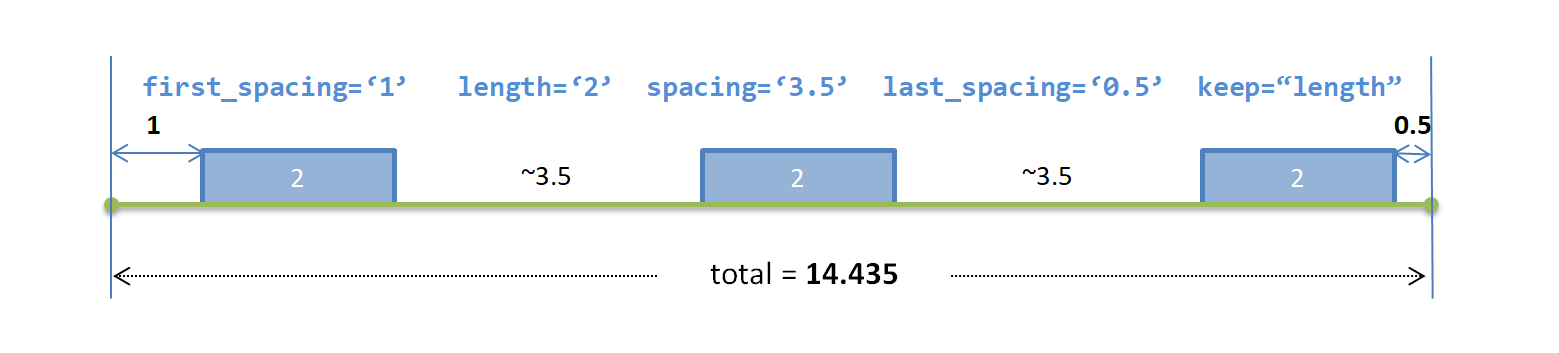 first_spacing=‘1’ length=‘2’ spacing=‘3.5’ last_spacing=‘0.5’ keep=“length”
1 0.5
2 ~3.5 2 ~3.5 2
total = 14.435